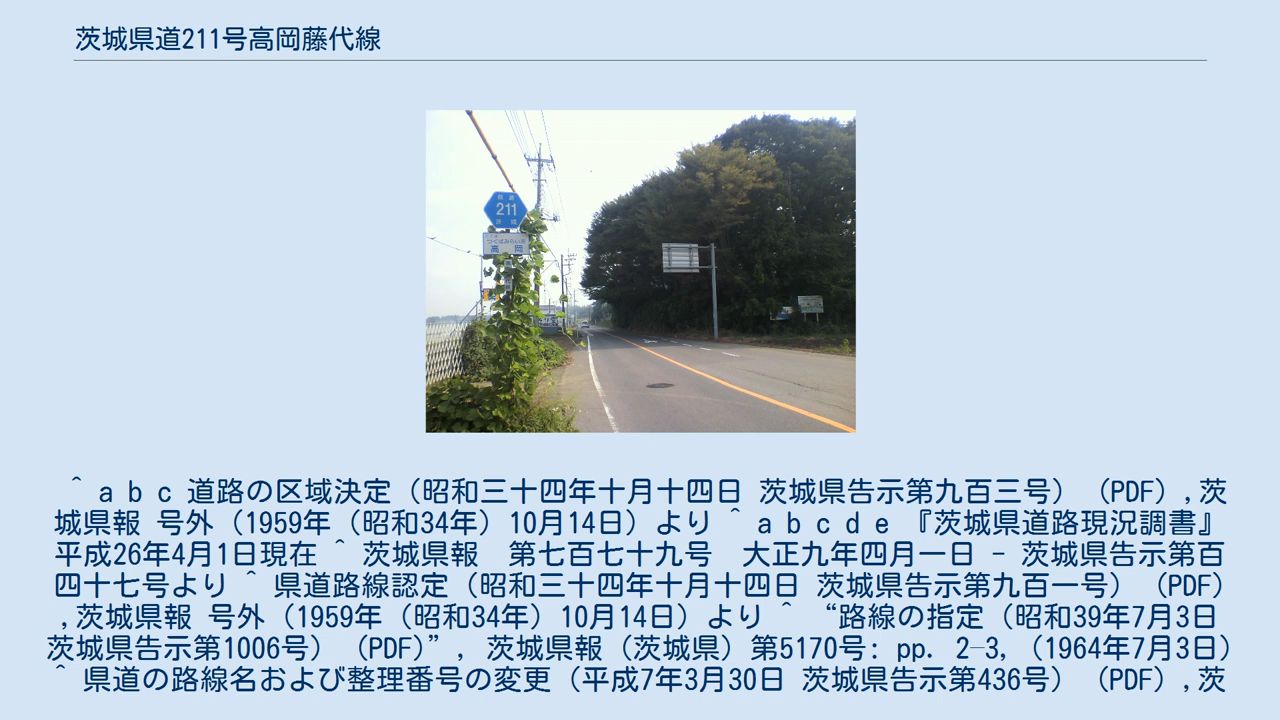 茨城県道211号高岡藤代線
県道
211
茨城
つくばみらい市
高岡
^ a b c 道路の区域決定（昭和三十四年十月十四日 茨城県告示第九百三号）（PDF）,茨
城県報 号外（1959年（昭和34年）10月14日）より ^ a b c d e 『茨城県道路現況調書』
平成26年4月1日現在 ^ 茨城県報　第七百七十九号　大正九年四月一日 − 茨城県告示第百
四十七号より ^ 県道路線認定（昭和三十四年十月十四日 茨城県告示第九百一号）（PDF）
,茨城県報 号外（1959年（昭和34年）10月14日）より ^ “路線の指定（昭和39年7月3日
茨城県告示第1006号）（PDF）”, 茨城県報（茨城県）第5170号: pp. 2–3,（1964年7月3日）
^ 県道の路線名および整理番号の変更（平成7年3月30日 茨城県告示第436号）（PDF）,茨